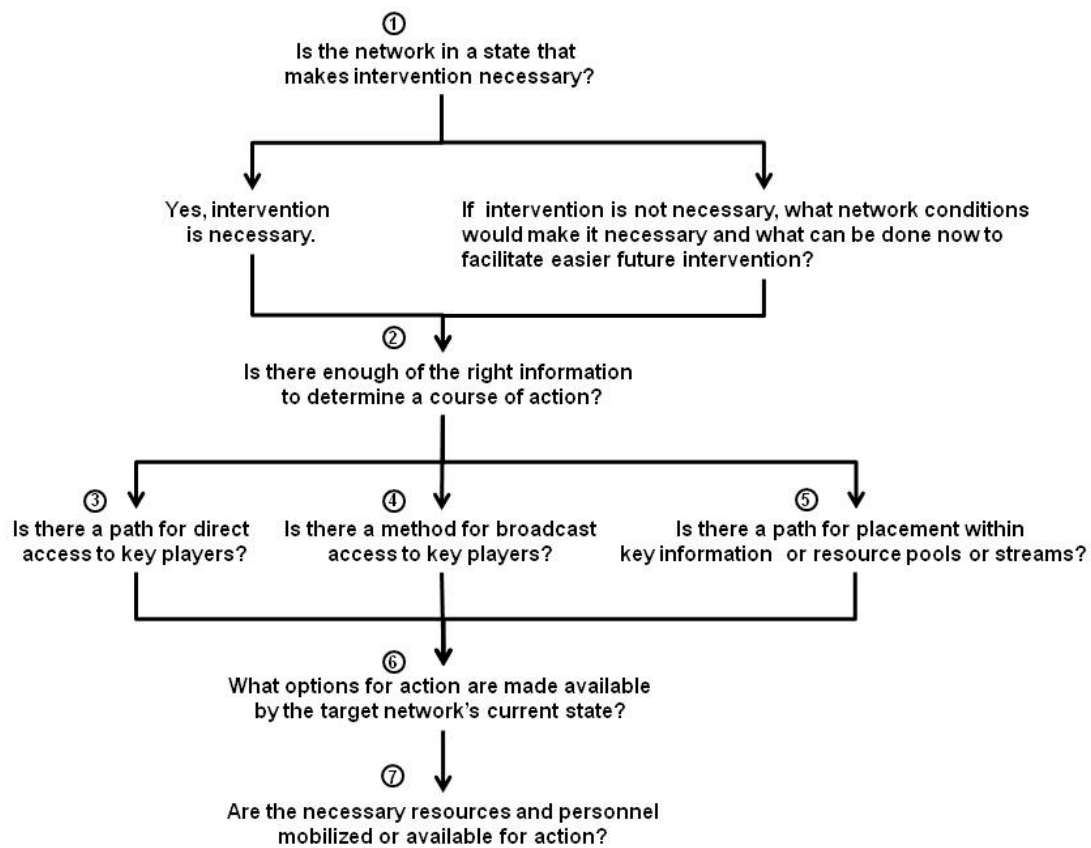 ①
Is the network in a state that
makes intervention necessary?
Yes, intervention
is necessary.
If intervention is not necessary, what network conditions
would make it necessary and what can be done now to
facilitate easier future intervention?
②
Is there enough of the right information
to determine a course of action?
③
Is there a path for direct
access to key players?
④
Is there a method for broadcast
access to key players?
⑤
Is there a path for placement within
key information or resource pools or streams?
⑥
What options for action are made available
by the target network's current state?
⑦
Are the necessary resources and personnel
mobilized or available for action?